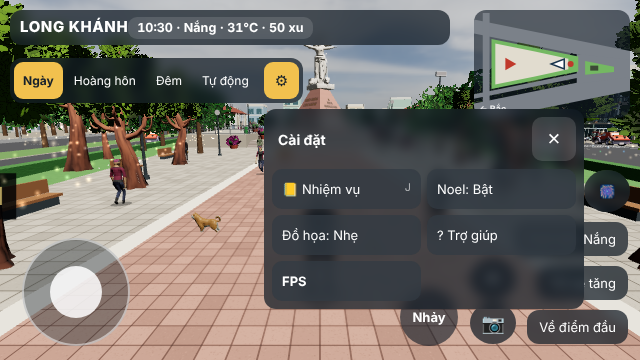 LONG KHÁNH 10:30 · Nắng · 31°C · 50 xu
Ngày Hoàng hôn Đêm Tự động
Cài đặt
Nhiệm vụ J
Noel: Bật
Đồ họa: Nhẹ
? Trợ giúp
FPS
Nắng
tăng
Nhảy
Về điểm đầu